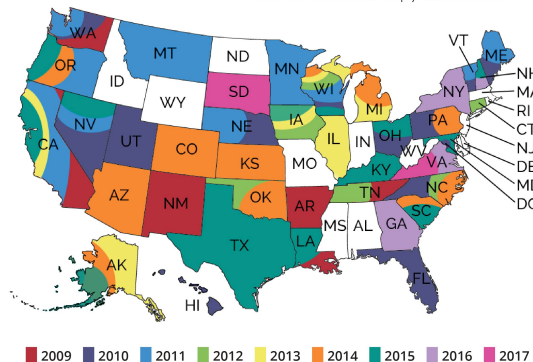 VT
WA
ME
MT
ND
MN
OR
NH
ID
WI
MA
SD
NY
WY
MI
RI
IA
CT
NE
PA
NV
NJ
OH
IL
IN
UT
DE
CO
CA
WV
KS
MO
VA
KY
DC
NC
TN
OK
AZ
NM
AR
SC
MS
AL
GA
TX
LA
AK
FL
HI
2009 2010 2011 2012 2013 2014 2015 2016 2017